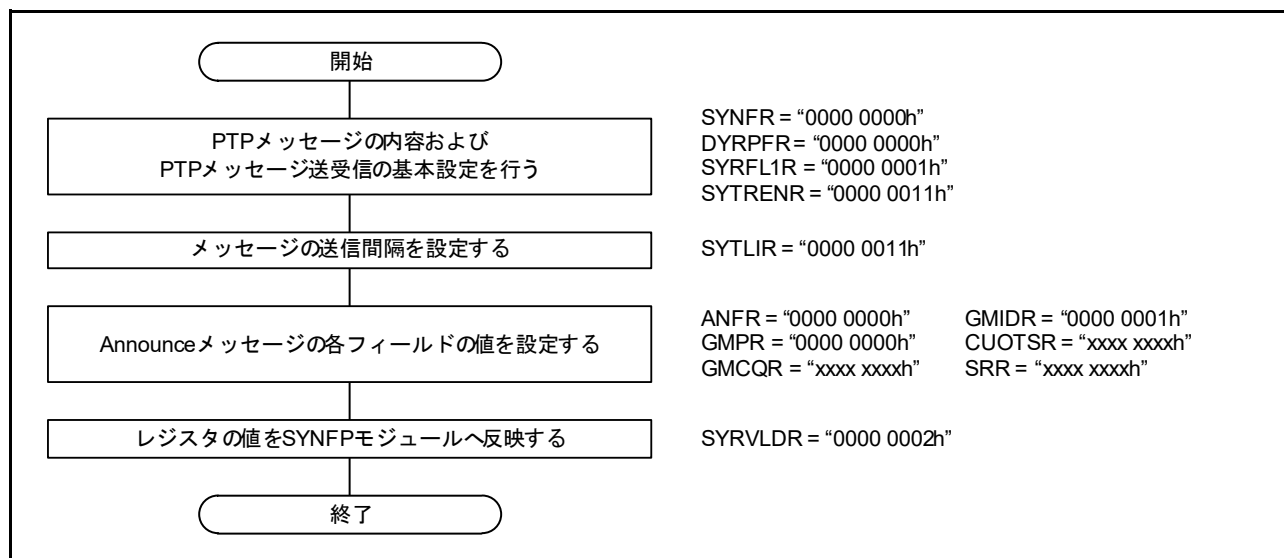 開始
PTPメッセージの内容および
PTPメッセージ送受信の基本設定を行う
SYNFR = “0000 0000h”
DYRPFR = “0000 0000h”
SYRFL1R = “0000 0001h”
SYTRENR = “0000 0011h”
メッセージの送信間隔を設定する
SYTLIR = “0000 0011h”
Announceメッセージの各フィールドの値を設定する
ANFR = “0000 0000h” GMIDR = “0000 0001h”
GMPR = “0000 0000h” CUOTSR = “xxxx xxxxh”
GMCQR = “xxxx xxxxh” SRR = “xxxx xxxxh”
レジスタの値をSYNFPモジュールへ反映する
SYRVLDR = “0000 0002h”
終了